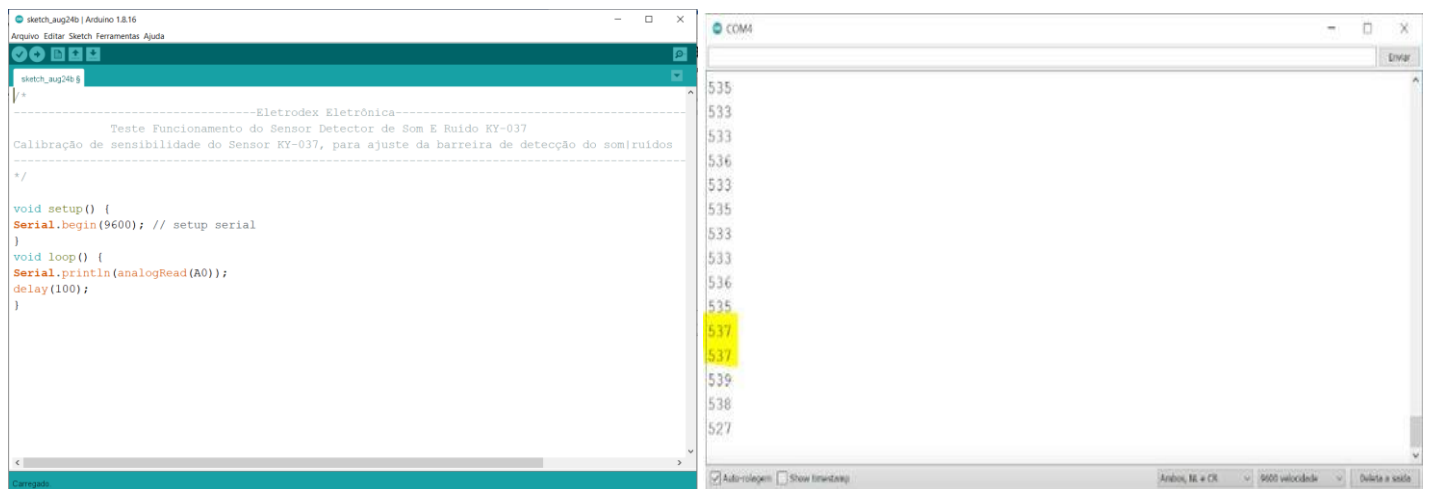 sketch_aug24b | Arduino 1.8.16
Arquivo Editar Sketch Ferramentas Ajuda
sketch_aug24b §
/*
-----------------------------------Eletrodex Eletrônica------------------------------------------
Teste Funcionamento do Sensor Detector de Som E Ruído KY-037
Calibração de sensibilidade do Sensor KY-037, para ajuste da barreira de detecção do som|ruídos
-------------------------------------------------------------------------------------------------
*/
void setup() {
Serial.begin(9600); // setup serial
}
void loop() {
Serial.println(analogRead(A0));
delay(100);
}
Carregado
COM4
Enviar
535
533
533
536
533
535
533
533
536
535
537
537
539
538
527
Auto-rolagem Show timestamp
Ambos, NL e CR
9600 velocidade
Deleta a saida